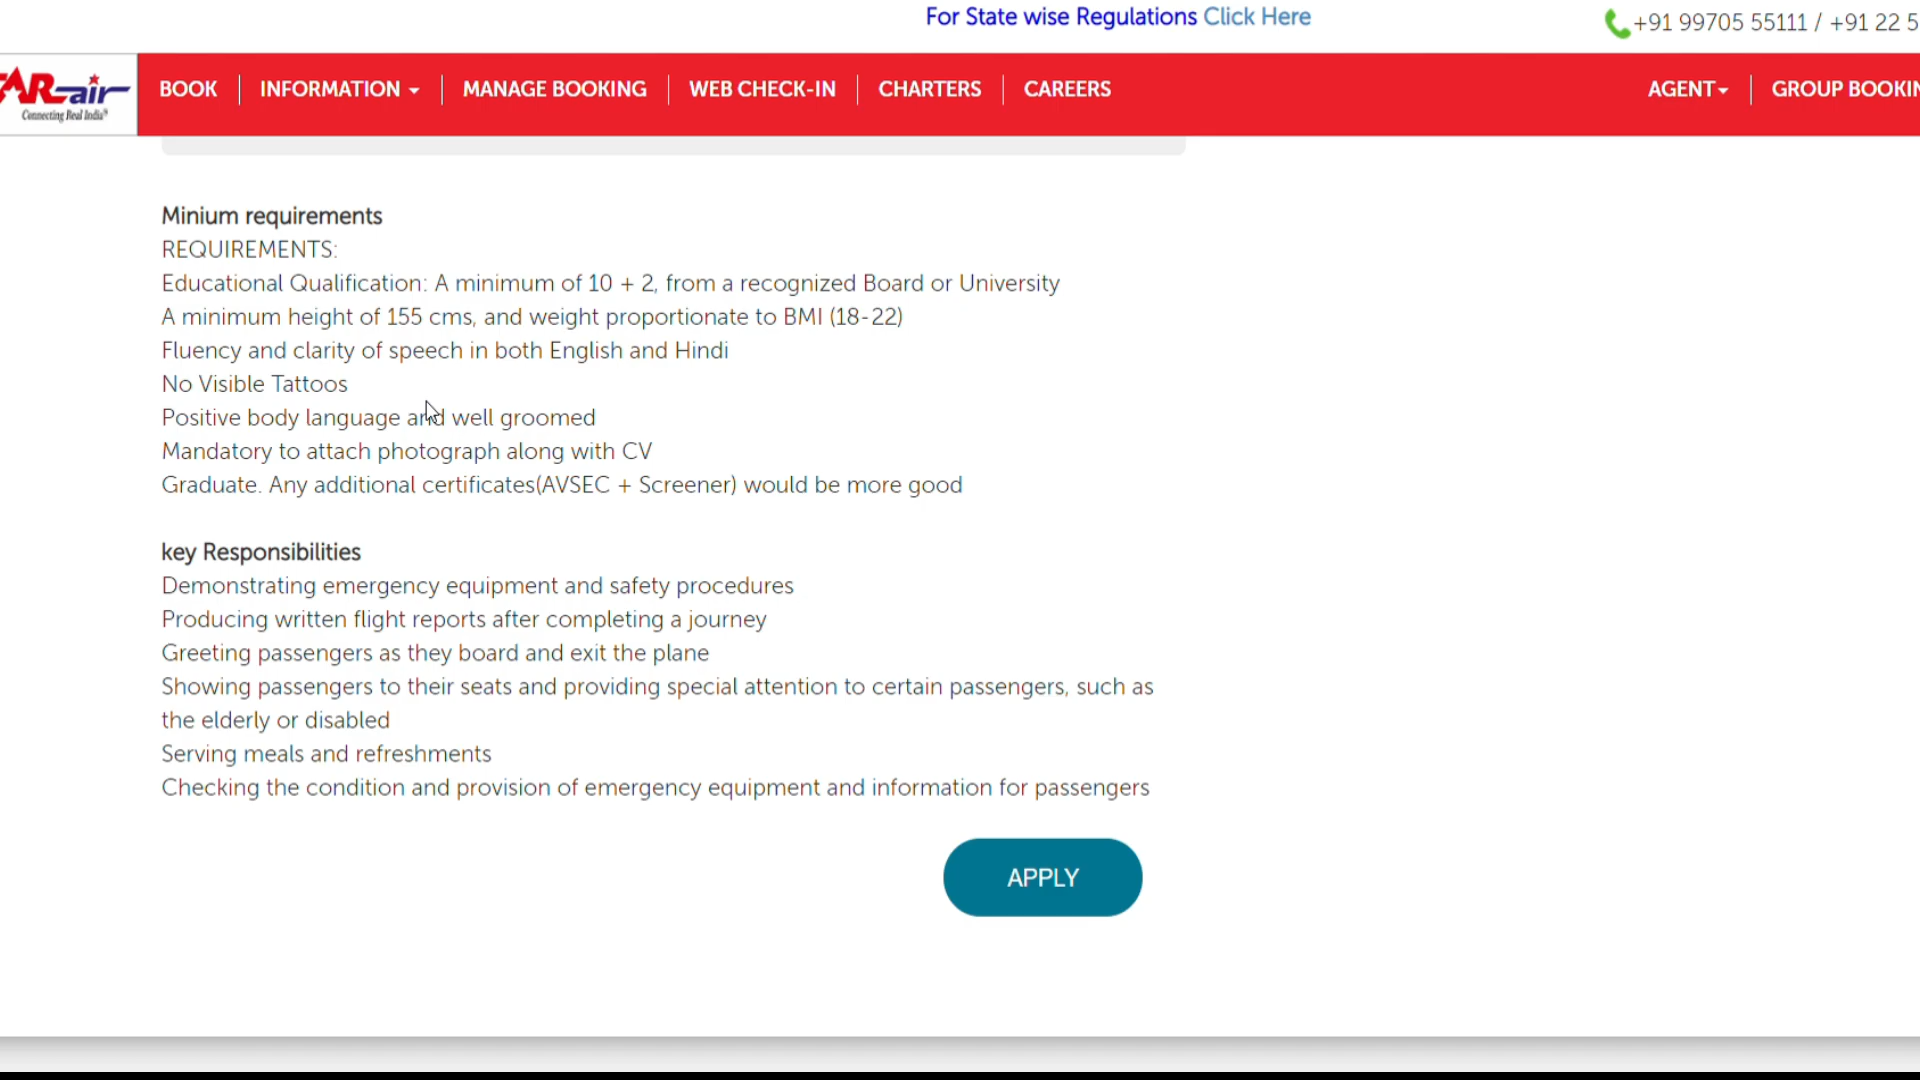 For State wise Regulations Click Here
+91 99705 55111 / +91 22 5
AR air
Connecting Real India
BOOK
INFORMATION
MANAGE BOOKING
WEB CHECK-IN
CHARTERS
CAREERS
AGENT
GROUP BOOKIN
Minium requirements
REQUIREMENTS:
Educational Qualification: A minimum of 10 + 2, from a recognized Board or University
A minimum height of 155 cms, and weight proportionate to BMI (18-22)
Fluency and clarity of speech in both English and Hindi
No Visible Tattoos
Positive body language and well groomed
Mandatory to attach photograph along with CV
Graduate. Any additional certificates(AVSEC + Screener) would be more good
key Responsibilities
Demonstrating emergency equipment and safety procedures
Producing written flight reports after completing a journey
Greeting passengers as they board and exit the plane
Showing passengers to their seats and providing special attention to certain passengers, such as
the elderly or disabled
Serving meals and refreshments
Checking the condition and provision of emergency equipment and information for passengers
APPLY